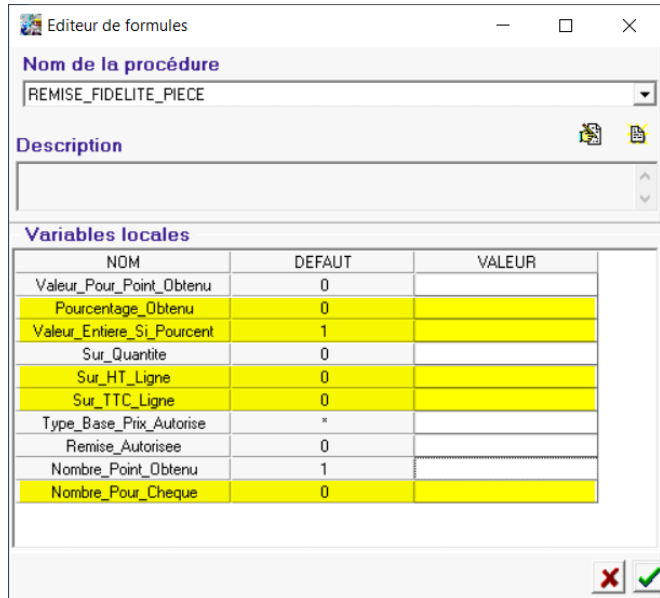 Editeur de formules
Nom de la procédure
REMISE_FIDELITE_PIECE
Description
Variables locales
NOM DEFAUT VALEUR
Valeur_Pour_Point_Obtenu 0
Pourcentage_Obtenu 0
Valeur_Entiere_Si_Pourcent 1
Sur_Quantite 0
Sur_HT_Ligne 0
Sur_TTC_Ligne 0
Type_Base_Prix_Autorise *
Remise_Autorisee 0
Nombre_Point_Obtenu 1
Nombre_Pour_Cheque 0